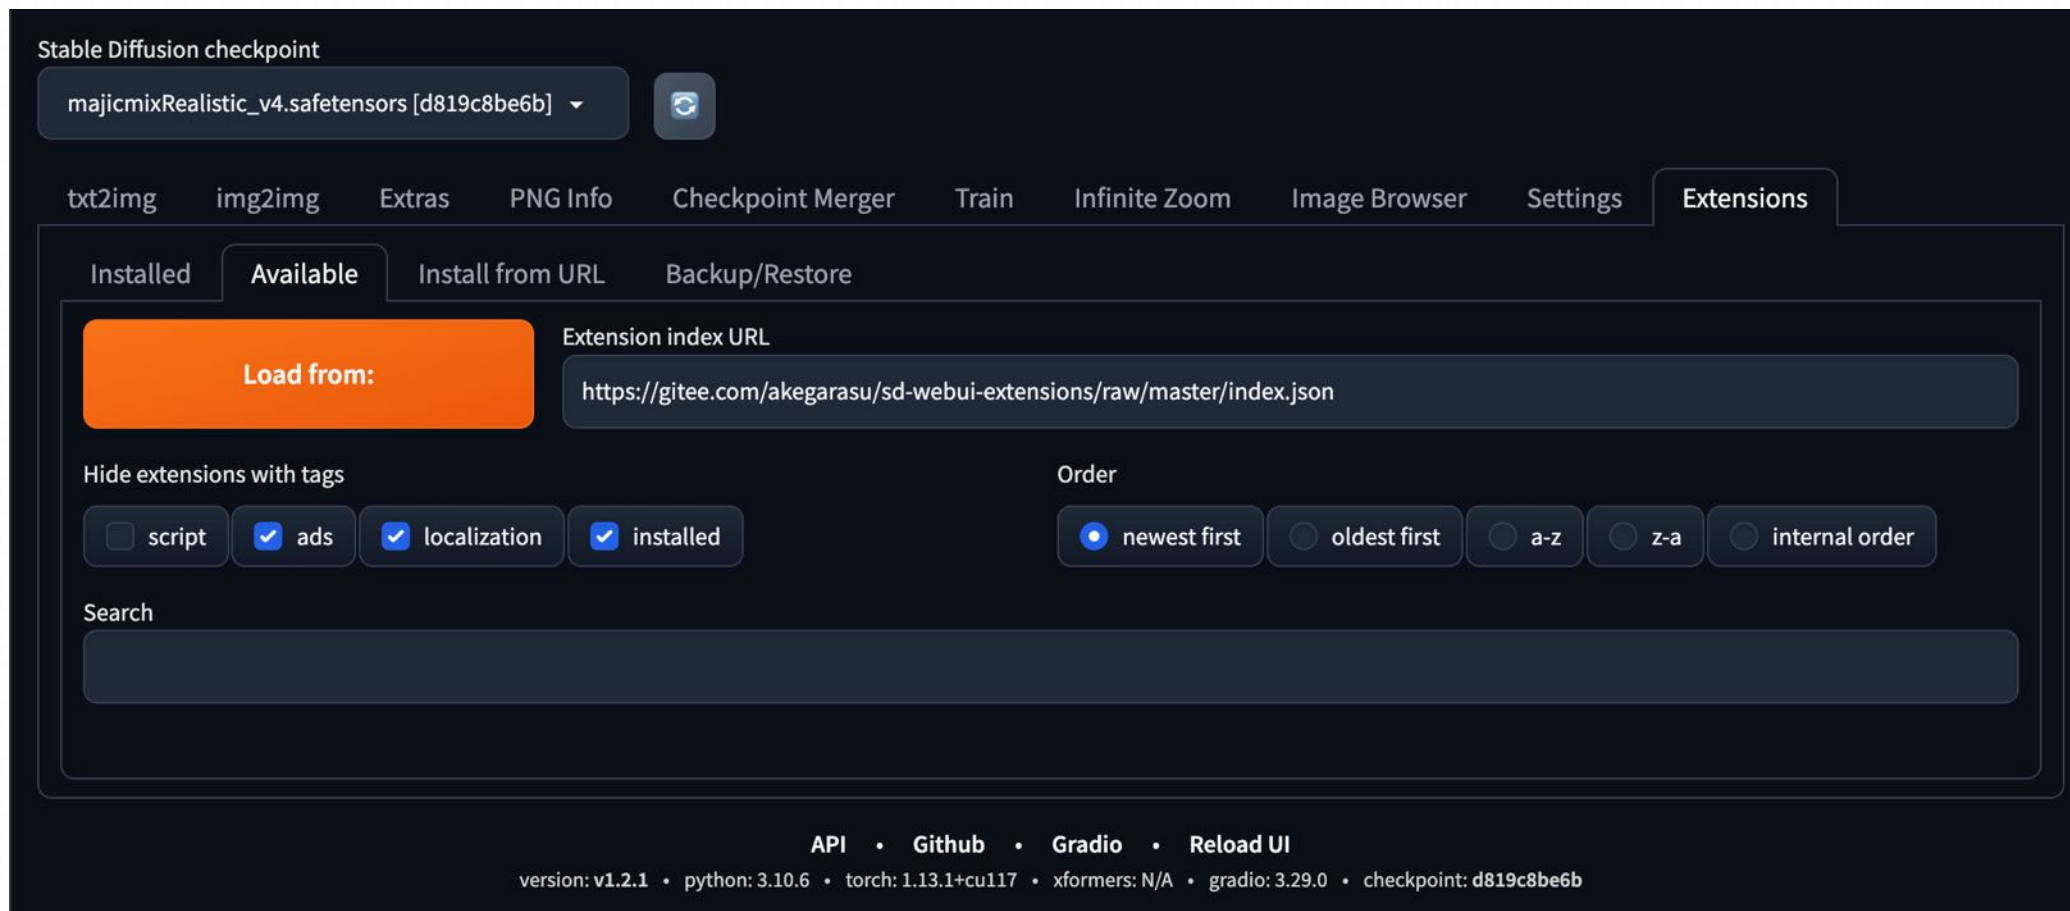 Stable Diffusion checkpoint
majicmixRealistic_v4.safetensors [d819c8be6b]
txt2img img2img Extras PNG Info Checkpoint Merger Train Infinite Zoom Image Browser Settings Extensions
Installed Available Install from URL Backup/Restore
Load from:
Extension index URL
https://gitee.com/akegarasu/sd-webui-extensions/raw/master/index.json
Hide extensions with tags
script ads localization installed
Order
newest first oldest first a-z z-a internal order
Search
API • Github • Gradio • Reload UI
version: v1.2.1 • python: 3.10.6 • torch: 1.13.1+cu117 • xformers: N/A • gradio: 3.29.0 • checkpoint: d819c8be6b